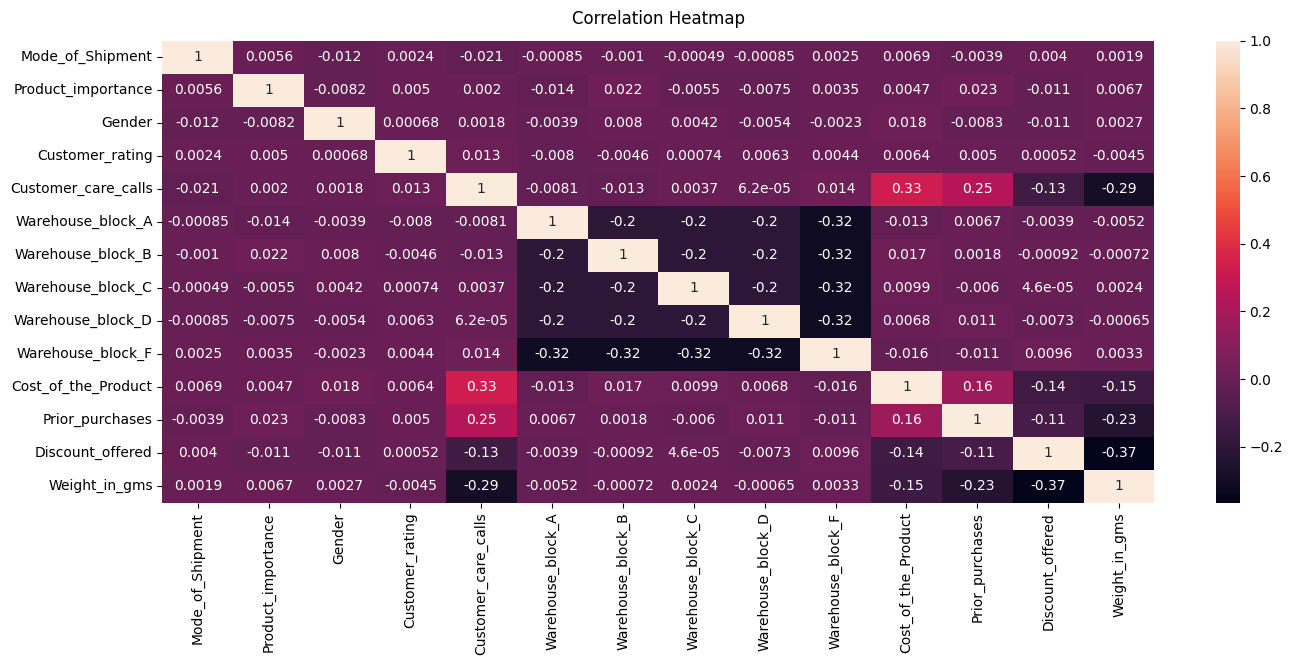 Correlation Heatmap
Mode_of_Shipment 1 0.0056 -0.012 0.0024 -0.021 -0.00085 -0.001 -0.00049 -0.00085 0.0025 0.0069 -0.0039 0.004 0.0019
Product_importance 0.0056 1 -0.0082 0.005 0.002 -0.014 0.022 -0.0055 -0.0075 0.0035 0.0047 0.023 -0.011 0.0067
Gender -0.012 -0.0082 1 0.00068 0.0018 -0.0039 0.008 0.0042 -0.0054 -0.0023 0.018 -0.0083 -0.011 0.0027
Customer_rating 0.0024 0.005 0.00068 1 0.013 -0.008 -0.0046 0.00074 0.0063 0.0044 0.0064 0.005 0.00052 -0.0045
Customer_care_calls -0.021 0.002 0.0018 0.013 1 -0.0081 -0.013 0.0037 6.2e-05 0.014 0.33 0.25 -0.13 -0.29
Warehouse_block_A -0.00085 -0.014 -0.0039 -0.008 -0.0081 1 -0.2 -0.2 -0.2 -0.32 -0.013 0.0067 -0.0039 -0.0052
Warehouse_block_B -0.001 0.022 0.008 -0.0046 -0.013 -0.2 1 -0.2 -0.2 -0.32 0.017 0.0018 -0.00092 -0.00072
Warehouse_block_C -0.00049 -0.0055 0.0042 0.00074 0.0037 -0.2 -0.2 1 -0.2 -0.32 0.0099 -0.006 4.6e-05 0.0024
Warehouse_block_D -0.00085 -0.0075 -0.0054 0.0063 6.2e-05 -0.2 -0.2 -0.2 1 -0.32 0.0068 0.011 -0.0073 -0.00065
Warehouse_block_F 0.0025 0.0035 -0.0023 0.0044 0.014 -0.32 -0.32 -0.32 -0.32 1 -0.016 -0.011 0.0096 0.0033
Cost_of_the_Product 0.0069 0.0047 0.018 0.0064 0.33 -0.013 0.017 0.0099 0.0068 -0.016 1 0.16 -0.14 -0.15
Prior_purchases -0.0039 0.023 -0.0083 0.005 0.25 0.0067 0.0018 -0.006 0.011 -0.011 0.16 1 -0.11 -0.23
Discount_offered 0.004 -0.011 -0.011 0.00052 -0.13 -0.0039 -0.00092 4.6e-05 -0.0073 0.0096 -0.14 -0.11 1 -0.37
Weight_in_gms 0.0019 0.0067 0.0027 -0.0045 -0.29 -0.0052 -0.00072 0.0024 -0.00065 0.0033 -0.15 -0.23 -0.37 1
Mode_of_Shipment
Product_importance
Gender
Customer_rating
Customer_care_calls
Warehouse_block_A
Warehouse_block_B
Warehouse_block_C
Warehouse_block_D
Warehouse_block_F
Cost_of_the_Product
Prior_purchases
Discount_offered
Weight_in_gms
1.0
0.8
0.6
0.4
0.2
0.0
−0.2